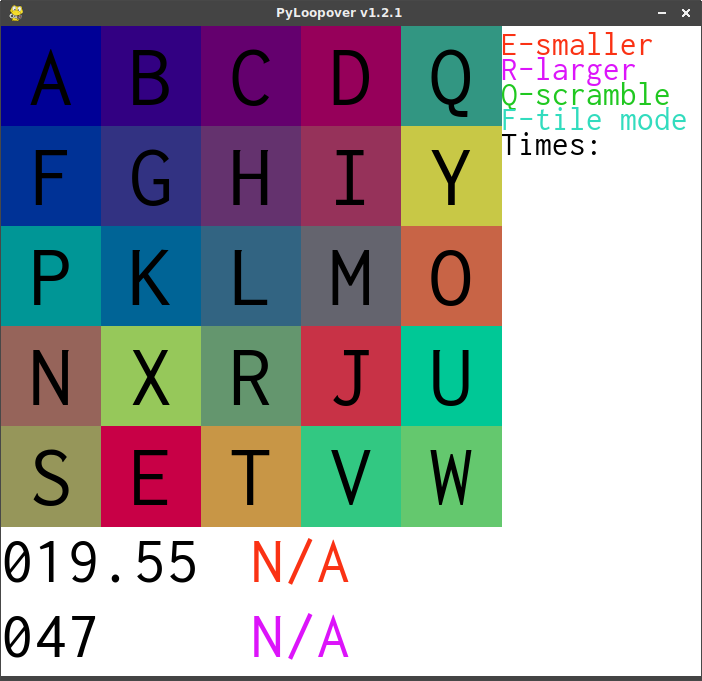 PyLoopover v1.2.1
A B C D Q
F G H I Y
P K L M O
N X R J U
S E T V W
E-smaller
R-larger
Q-scramble
F-tile mode
Times:
019.55 N/A
047 N/A